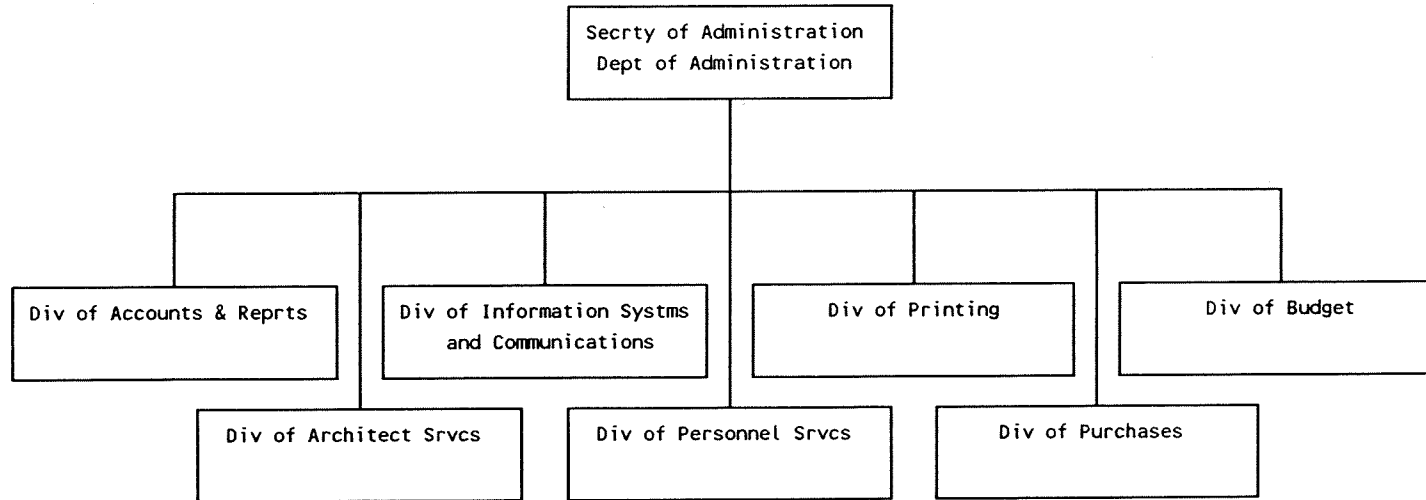 Secrty of Administration
Dept of Administration
Div of Accounts & Reprts
Div of Information Systms
and Communications
Div of Printing
Div of Budget
Div of Architect Srvcs
Div of Personnel Srvcs
Div of Purchases